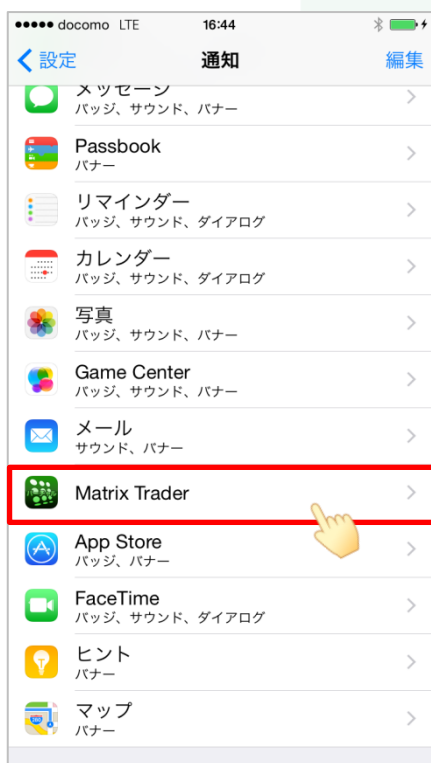 docomo LTE 16:44
設定 通知 編集
メッセージ
バッジ、サウンド、バナー
Passbook
バナー
リマインダー
バッジ、サウンド、ダイアログ
カレンダー
バッジ、サウンド、ダイアログ
写真
バッジ、サウンド、バナー
Game Center
バッジ、サウンド、バナー
メール
サウンド、バナー
Matrix Trader
App Store
バッジ、バナー
FaceTime
バッジ、サウンド、ダイアログ
ヒント
バナー
マップ
バナー